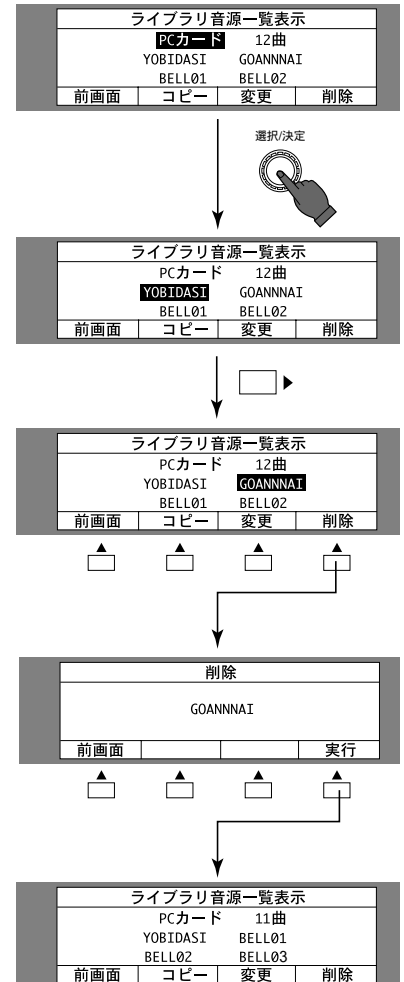 ライブラリ音源一覧表示
PCカード 12曲
YOBIDASI GOANNNAI
BELL01 BELL02
前画面 コピー 変更 削除
選択/決定
ライブラリ音源一覧表示
PCカード 12曲
YOBIDASI GOANNNAI
BELL01 BELL02
前画面 コピー 変更 削除
ライブラリ音源一覧表示
PCカード 12曲
YOBIDASI GOANNNAI
BELL01 BELL02
前画面 コピー 変更 削除
削除
GOANNNAI
前画面 実行
ライブラリ音源一覧表示
PCカード 11曲
YOBIDASI BELL01
BELL02 BELL03
前画面 コピー 変更 削除